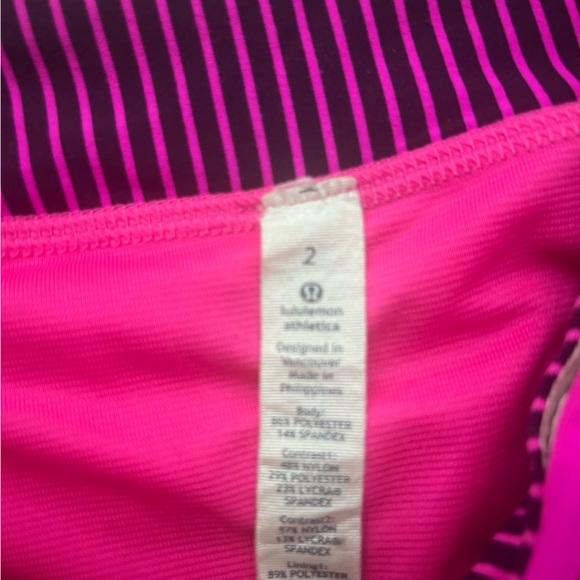 2
lululemon
athletica
Designed in
Vancouver
Made in
Philippines
Body:
86% POLYESTER
14% SPANDEX
Contrast1:
48% NYLON
29% POLYESTER
23% LYCRA®
SPANDEX
Contrast2:
NYLON
13% LYCRA®
SPANDEX
Lining1:
89% POLYESTER